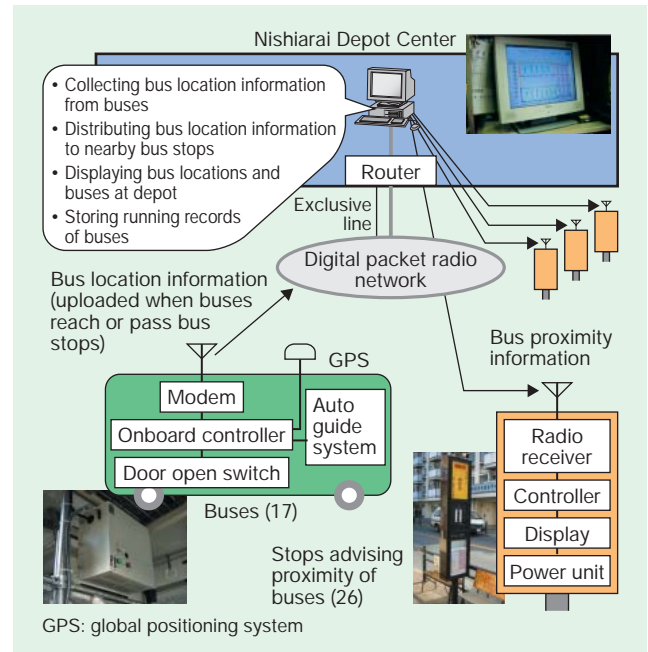 Nishiarai Depot Center
• Collecting bus location information
from buses
• Distributing bus location information
to nearby bus stops
• Displaying bus locations and
buses at depot
• Storing running records
of buses
Router
Exclusive
line
Digital packet radio
network
Bus location information
(uploaded when buses
reach or pass bus
stops)
GPS
Bus proximity
information
Modem
Onboard controller
Door open switch
Auto
guide
system
Buses (17)
Radio
receiver
Controller
Display
Power unit
Stops advising
proximity of
buses (26)
GPS: global positioning system